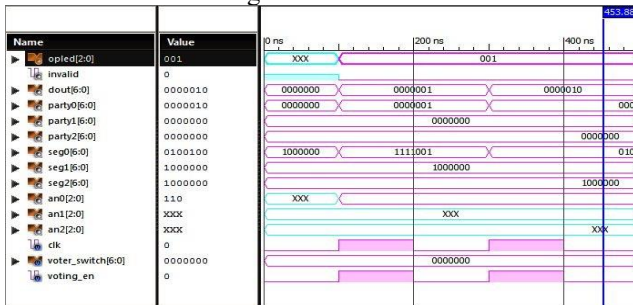 453.88
Name Value 0 ns 200 ns 400 ns
opled[2:0] 001 XXX 001
invalid 0
dout[6:0] 0000010 0000000 0000001 0000010
party0[6:0] 0000010 0000000 0000001 000
party1[6:0] 0000000 0000000
party2[6:0] 0000000 0000000
seg0[6:0] 0100100 1000000 1111001 010
seg1[6:0] 1000000 1000000
seg2[6:0] 1000000 1000000
an0[2:0] 110 XXX
an1[2:0] XXX XXX
an2[2:0] XXX XXX
clk 0
voter_switch[6:0] 0000000 0000000
voting_en 0